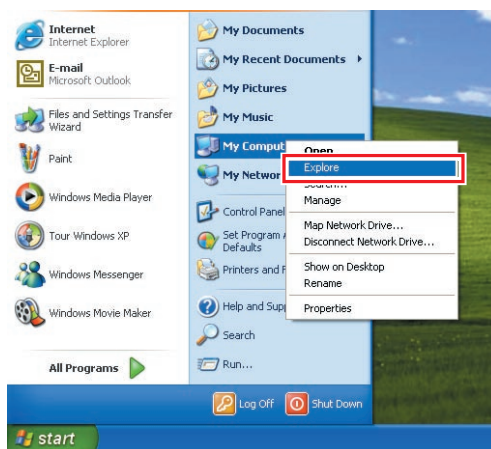 Internet
Internet Explorer
E-mail
Microsoft Outlook
Files and Settings Transfer
Wizard
Paint
Windows Media Player
Tour Windows XP
Windows Messenger
Windows Movie Maker
All Programs
My Documents
My Recent Documents
My Pictures
My Music
My Comput
My Networ
Control Panel
Set Program
Defaults
Printers and F
Help and Supp
Search
Run...
Open
Explore
Search...
Manage
Map Network Drive...
Disconnect Network Drive...
Show on Desktop
Rename
Properties
Log Off
Shut Down
start